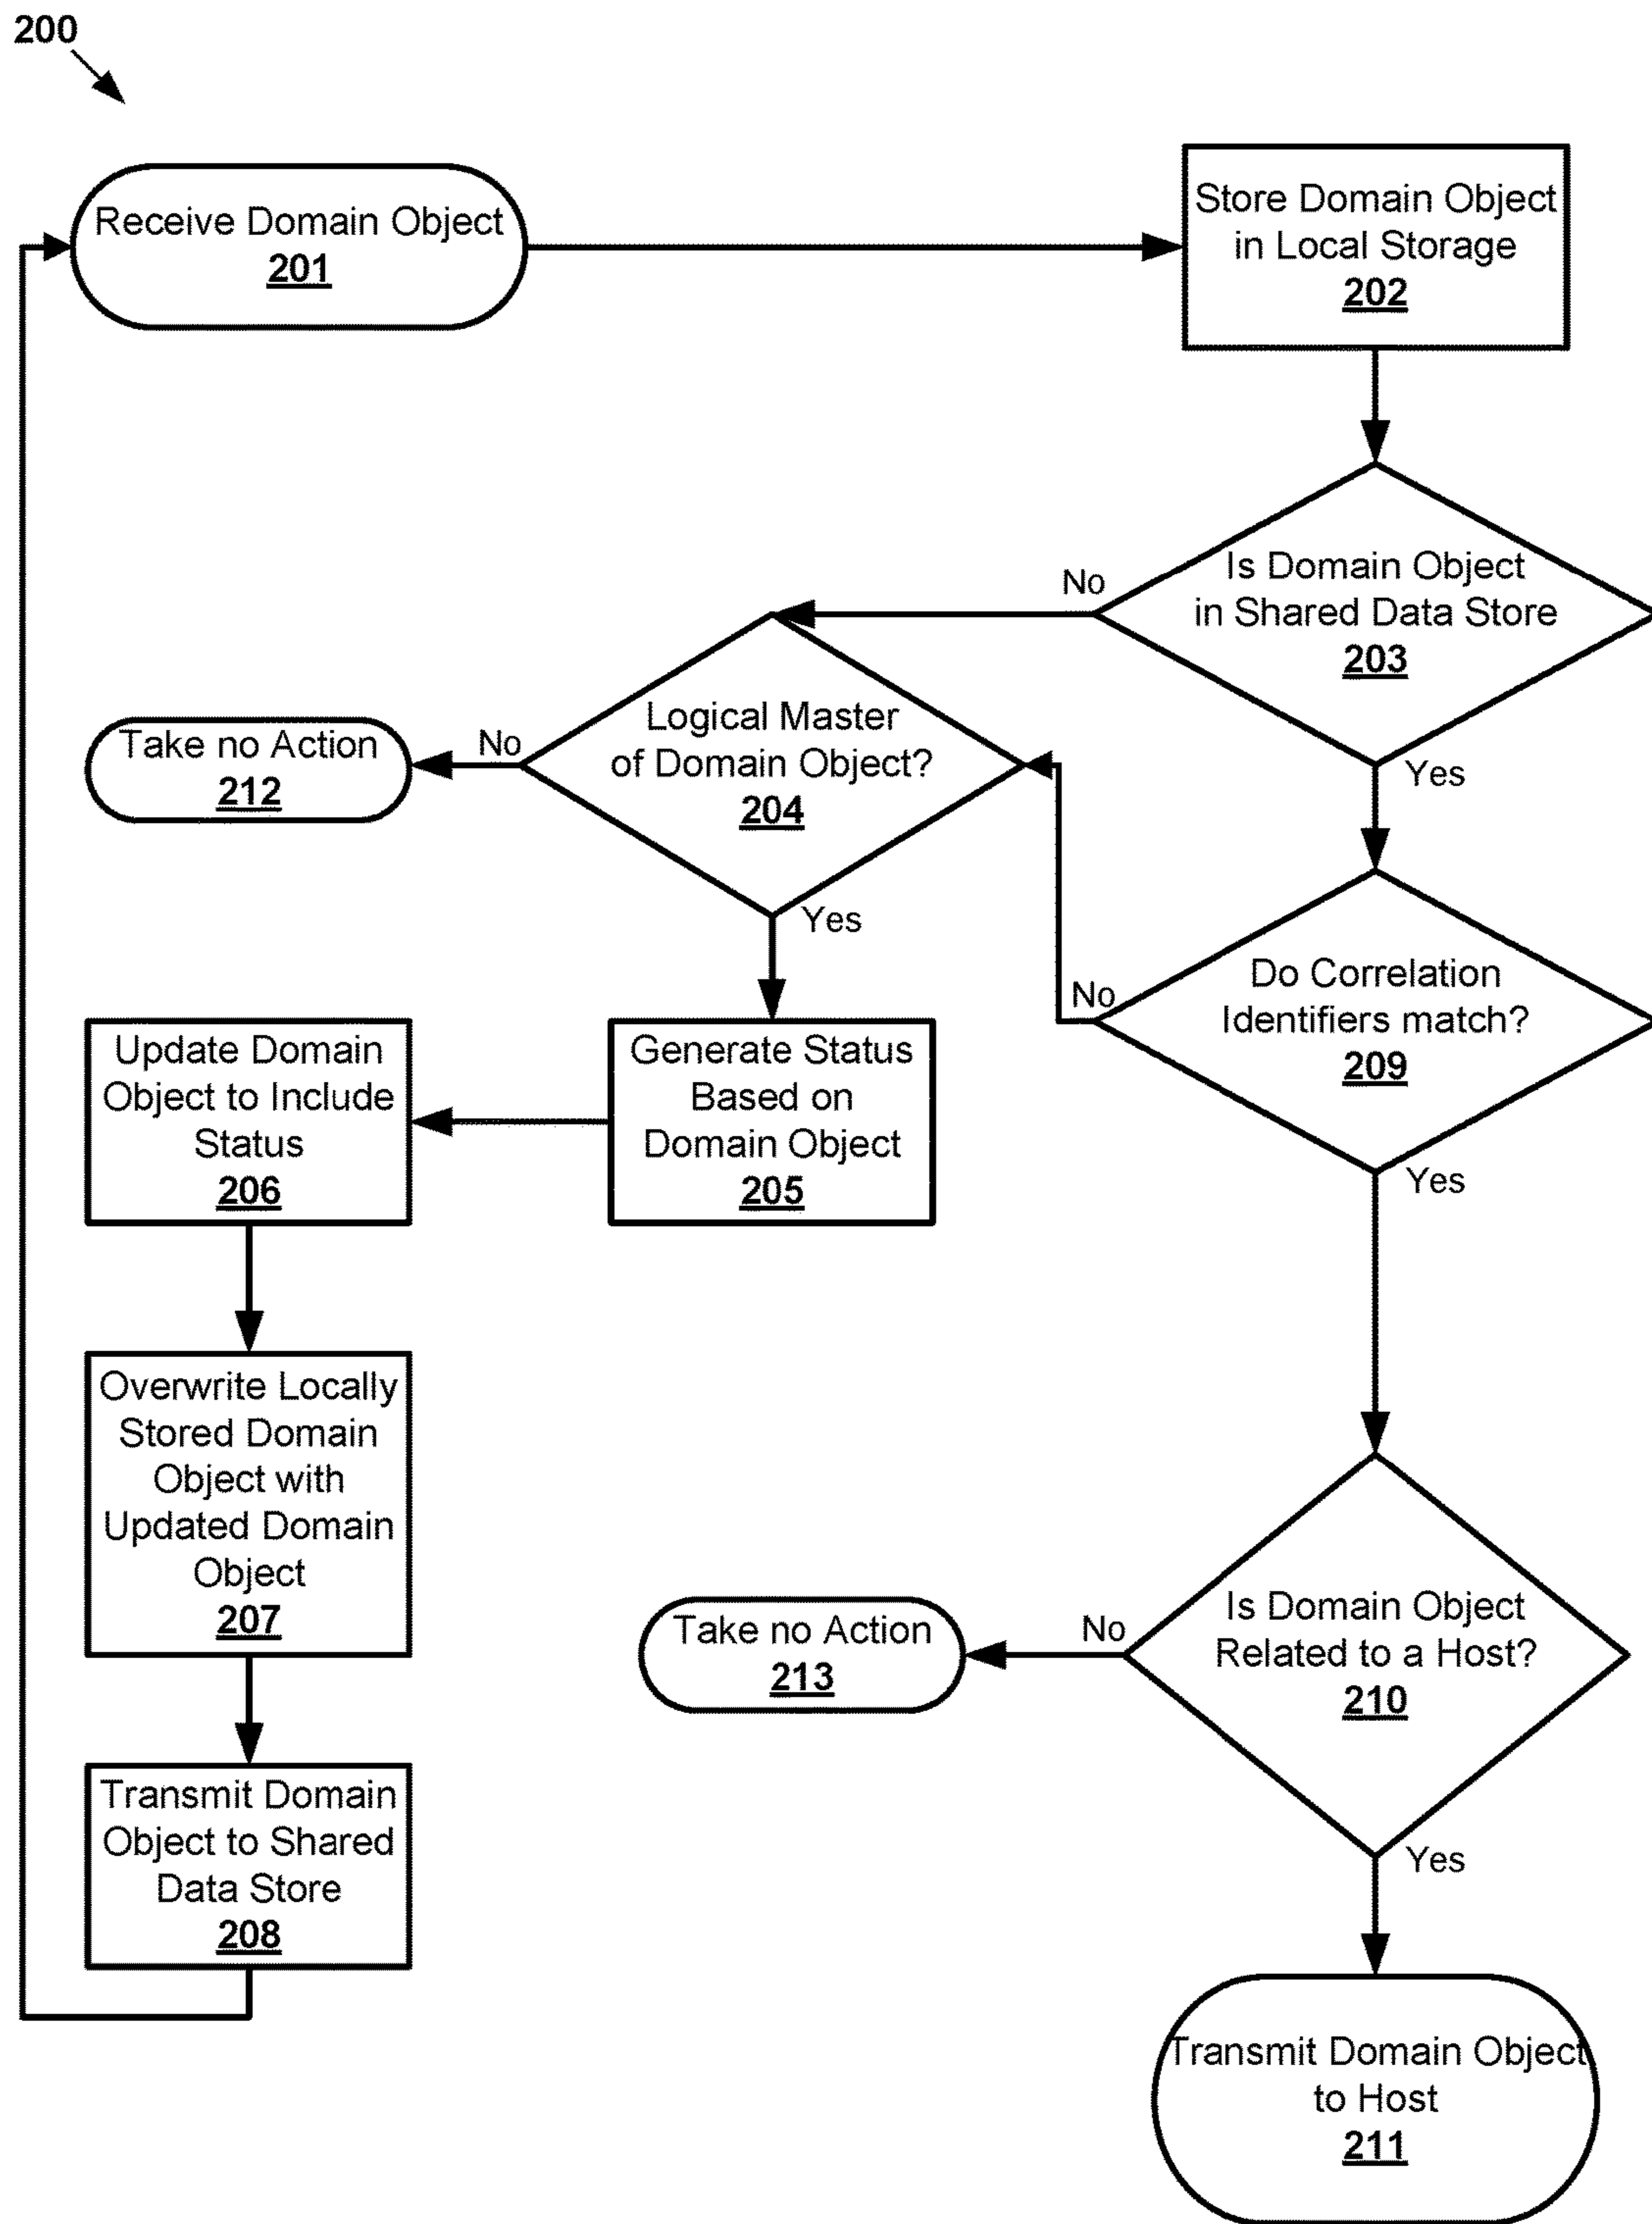 200
Receive Domain Object
201
Store Domain Object
in Local Storage
202
Is Domain Object
in Shared Data Store
203
No
Yes
Logical Master
of Domain Object?
204
No
Yes
Take no Action
212
Do Correlation
Identifiers match?
209
No
Yes
Generate Status
Based on
Domain Object
205
Update Domain
Object to Include
Status
206
Overwrite Locally
Stored Domain
Object with
Updated Domain
Object
207
Transmit Domain
Object to Shared
Data Store
208
Is Domain Object
Related to a Host?
210
No
Yes
Take no Action
213
Transmit Domain Object
to Host
211